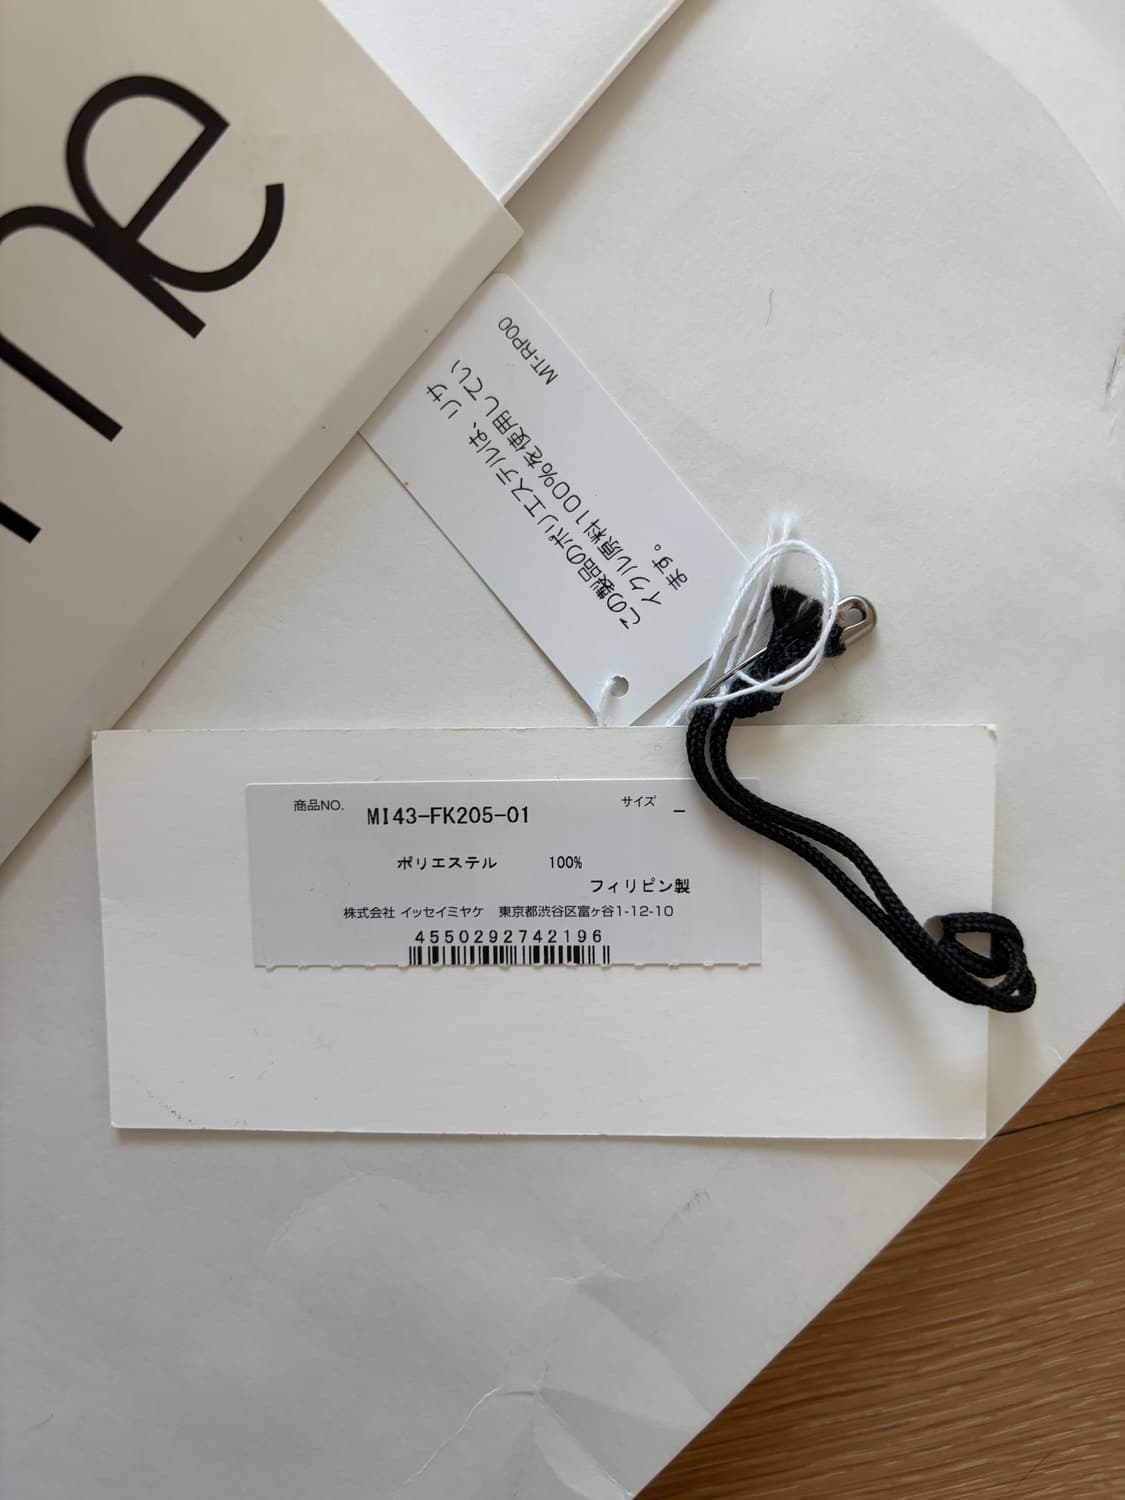 me
MT-RP00
この製品のポリエステルは、リサ
イクル原料100%を使用してい
ます。
商品NO. MI43-FK205-01 サイズ –
ポリエステル 100%
フィリピン製
株式会社 イッセイミヤケ 東京都渋谷区富ヶ谷1-12-10
4550292742196